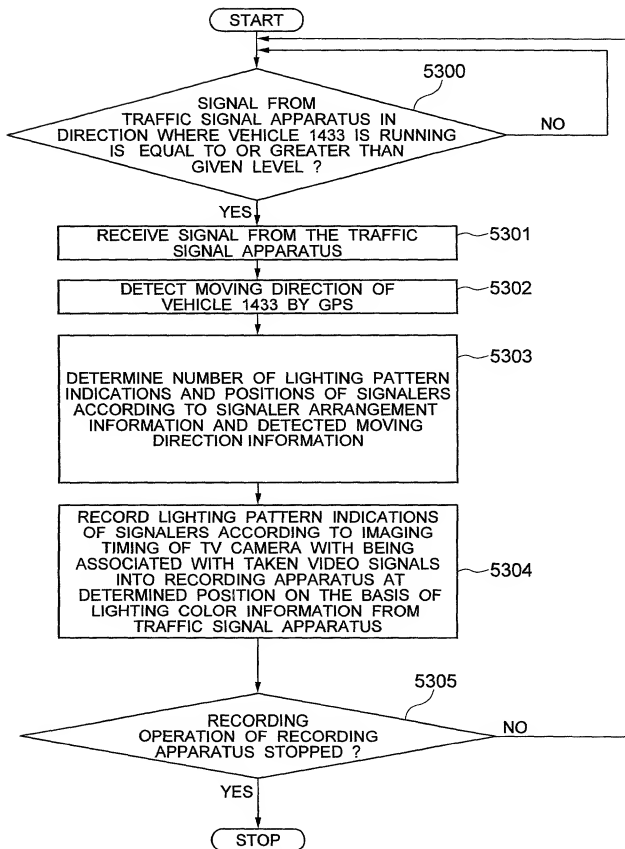 START
5300
SIGNAL FROM
TRAFFIC SIGNAL APPARATUS IN
DIRECTION WHERE VEHICLE 1433 IS RUNNING
IS EQUAL TO OR GREATER THAN
GIVEN LEVEL ?
NO
YES
RECEIVE SIGNAL FROM THE TRAFFIC
SIGNAL APPARATUS
5301
DETECT MOVING DIRECTION OF
VEHICLE 1433 BY GPS
5302
5303
DETERMINE NUMBER OF LIGHTING PATTERN
INDICATIONS AND POSITIONS OF SIGNALERS
ACCORDING TO SIGNALER ARRANGEMENT
INFORMATION AND DETECTED MOVING
DIRECTION INFORMATION
RECORD LIGHTING PATTERN INDICATIONS
OF SIGNALERS ACCORDING TO IMAGING
TIMING OF TV CAMERA WITH BEING
ASSOCIATED WITH TAKEN VIDEO SIGNALS
INTO RECORDING APPARATUS AT
DETERMINED POSITION ON THE BASIS OF
LIGHTING COLOR INFORMATION FROM
TRAFFIC SIGNAL APPARATUS
5304
5305
RECORDING
OPERATION OF RECORDING
APPARATUS STOPPED ?
NO
YES
STOP